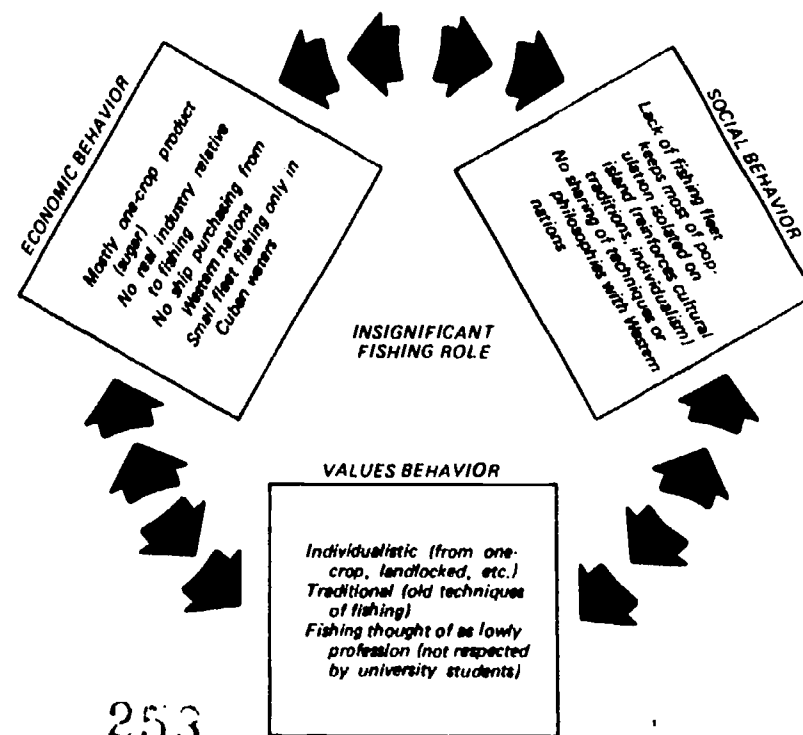 ECONOMIC BEHAVIOR
Mostly one-crop product
(sugar)
No real industry relative
to fishing
No ship purchasing from
Western nations
Small fleet fishing only in
Cuban waters
SOCIAL BEHAVIOR
Lack of fishing fleet
keeps most of pop-
ulation isolated on
island (reinforces cultural
traditions, individualism)
No sharing of techniques or
philosophies with Western
nations
INSIGNIFICANT
FISHING ROLE
VALUES BEHAVIOR
Individualistic (from one-
crop, landlocked, etc.)
Traditional (old techniques
of fishing)
Fishing thought of as lowly
profession (not respected
by university students)
253